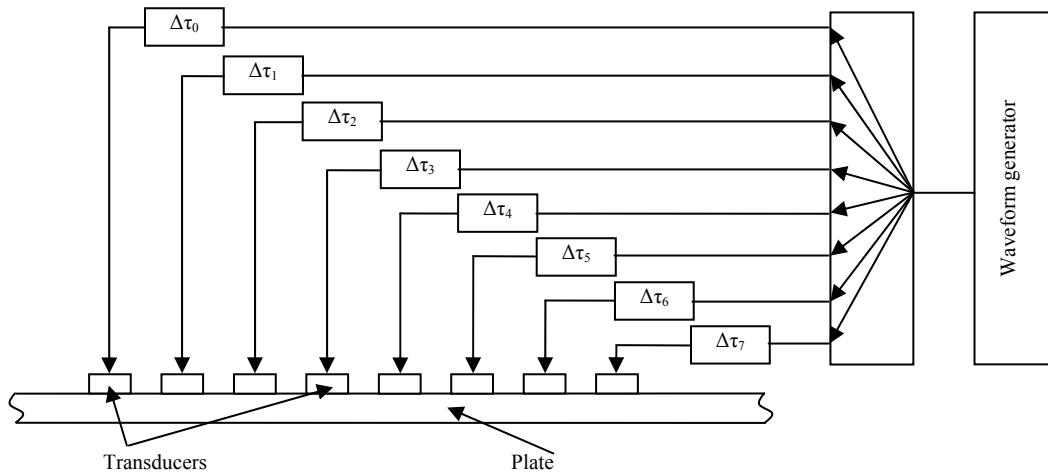 Δτ₀
Δτ₁
Δτ₂
Δτ₃
Δτ₄
Δτ₅
Δτ₆
Δτ₇
Waveform generator
Transducers
Plate